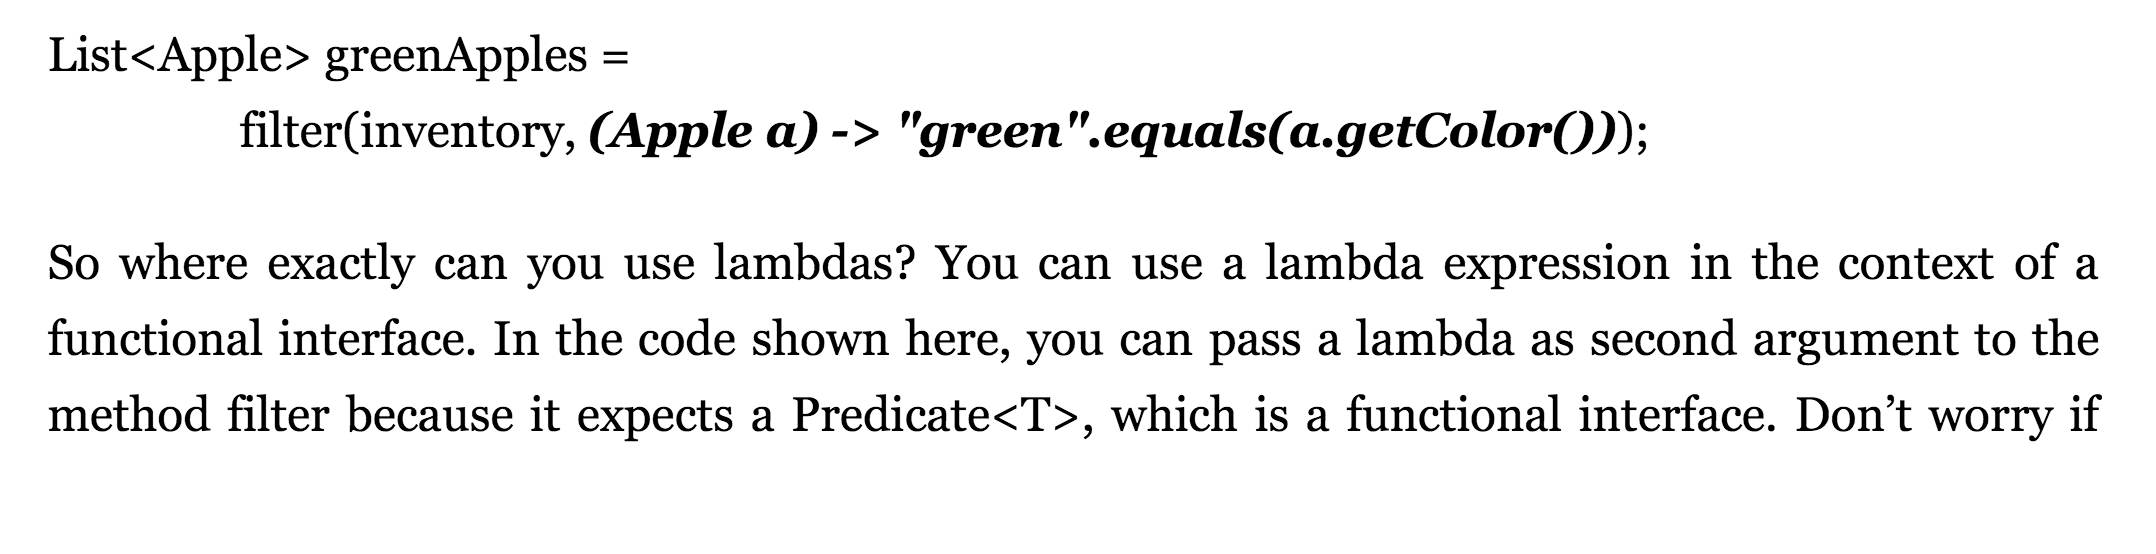 List<Apple> greenApples =
filter(inventory, (Apple a) -> "green".equals(a.getColor()));
So where exactly can you use lambdas? You can use a lambda expression in the context of a
functional interface. In the code shown here, you can pass a lambda as second argument to the
method filter because it expects a Predicate<T>, which is a functional interface. Don’t worry if